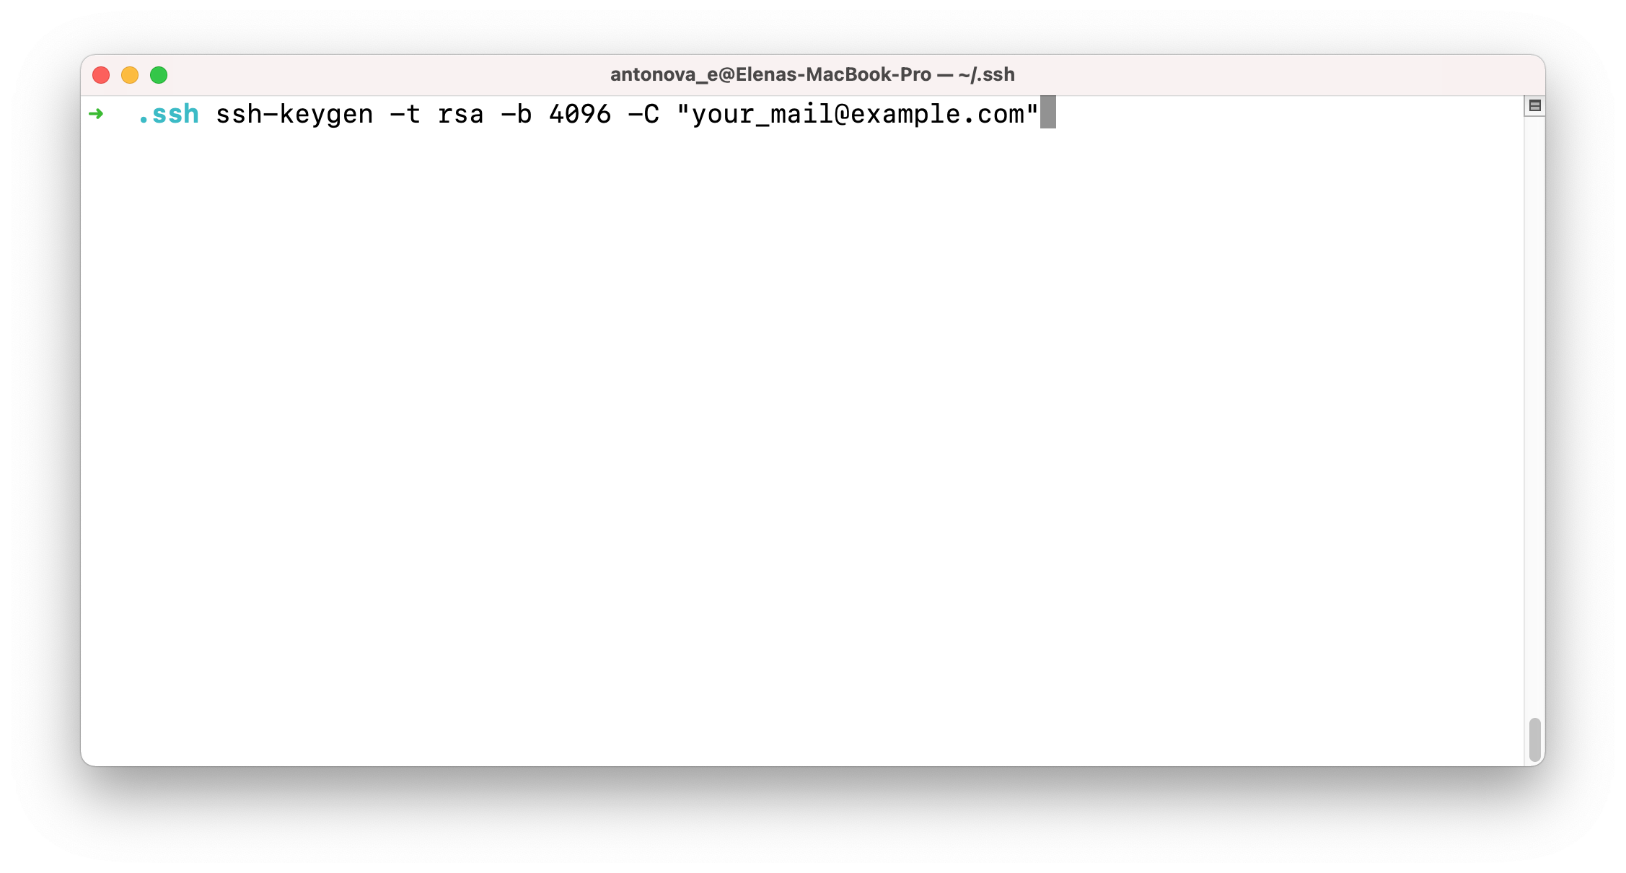 antonova_e@Elenas-MacBook-Pro — ~/.ssh
➜ .ssh ssh-keygen -t rsa -b 4096 -C "your_mail@example.com"